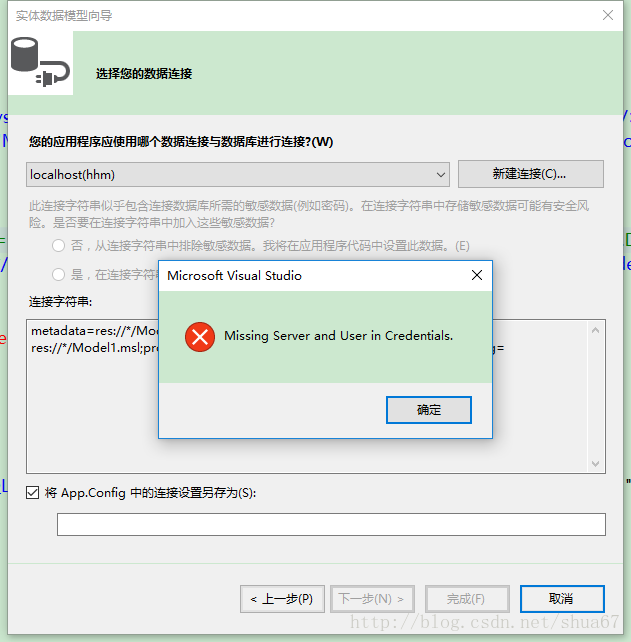 实体数据模型向导
选择您的数据连接
您的应用程序应使用哪个数据连接与数据库进行连接?(W)
localhost(hhm)
新建连接(C)...
此连接字符串似乎包含连接数据库所需的敏感数据(例如密码)。在连接字符串中存储敏感数据可能有安全风
险。是否要在连接字符串中加入这些敏感数据?
否，从连接字符串中排除敏感数据。我将在应用程序代码中设置此数据。(E)
是，在连接字符
Microsoft Visual Studio
Missing Server and User in Credentials.
确定
连接字符串:
metadata=res://*/Mo
res://*/Model1.msl;pro
g=
将 App.Config 中的连接设置另存为(S):
< 上一步(P)
下一步(N) >
完成(F)
取消
http://blog.csdn.net/shua67